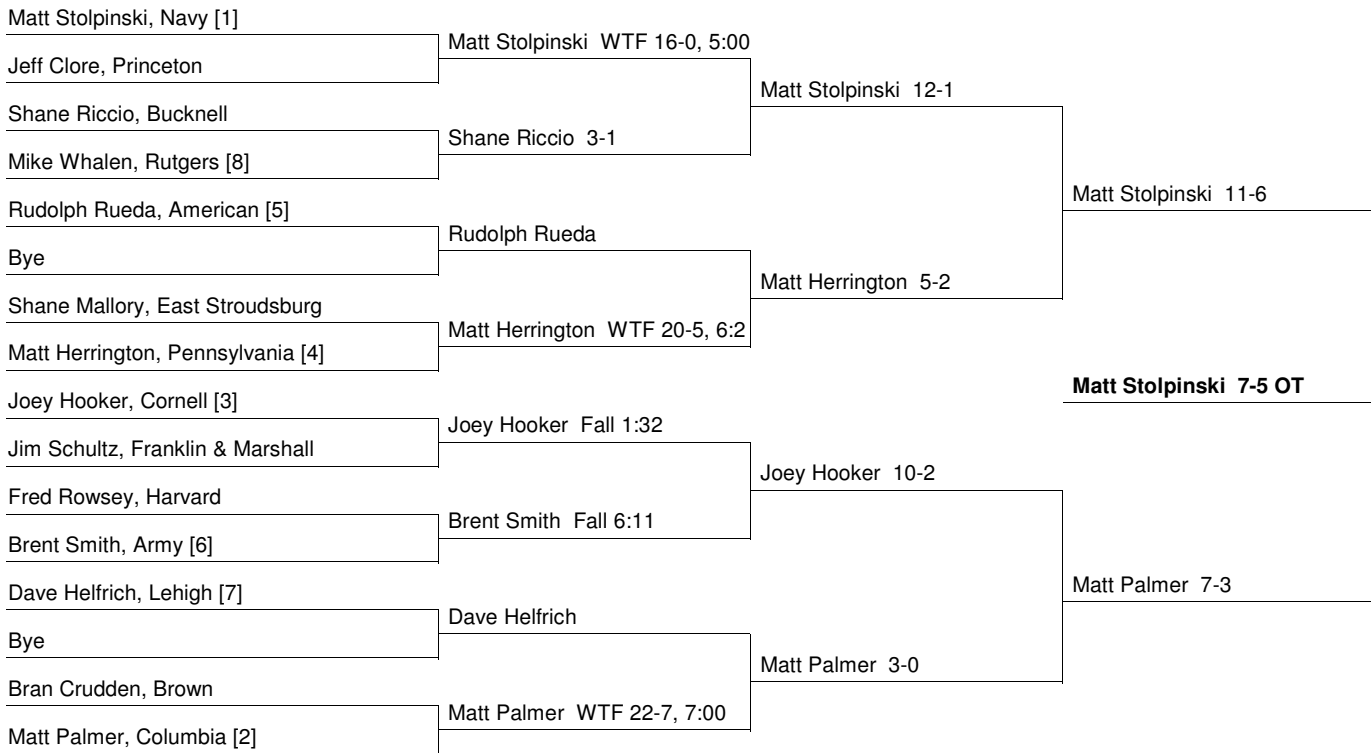 Matt Stolpinski, Navy [1]
Matt Stolpinski WTF 16-0, 5:00
Jeff Clore, Princeton
Matt Stolpinski 12-1
Shane Riccio, Bucknell
Shane Riccio 3-1
Mike Whalen, Rutgers [8]
Matt Stolpinski 11-6
Rudolph Rueda, American [5]
Rudolph Rueda
Bye
Matt Herrington 5-2
Shane Mallory, East Stroudsburg
Matt Herrington WTF 20-5, 6:2
Matt Herrington, Pennsylvania [4]
Matt Stolpinski 7-5 OT
Joey Hooker, Cornell [3]
Joey Hooker Fall 1:32
Jim Schultz, Franklin & Marshall
Joey Hooker 10-2
Fred Rowsey, Harvard
Brent Smith Fall 6:11
Brent Smith, Army [6]
Matt Palmer 7-3
Dave Helfrich, Lehigh [7]
Dave Helfrich
Bye
Matt Palmer 3-0
Bran Crudden, Brown
Matt Palmer WTF 22-7, 7:00
Matt Palmer, Columbia [2]